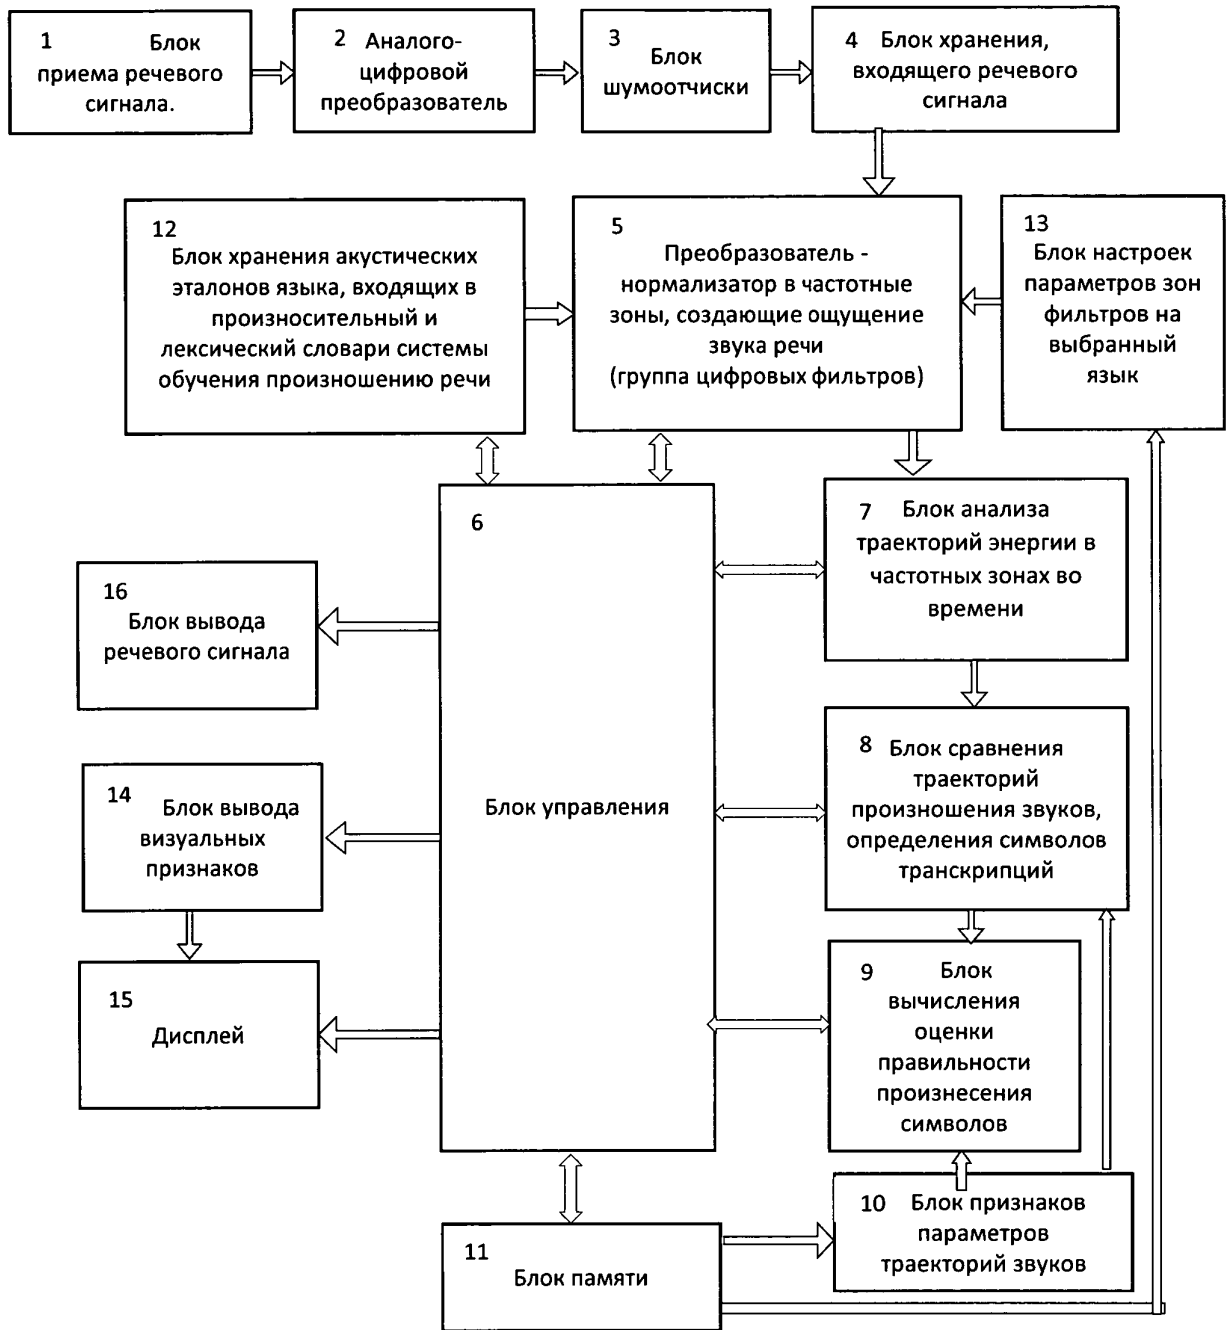 1 Блок
приема речевого
сигнала.
2 Аналого-
цифровой
преобразователь
3
Блок
шумоотчиски
4 Блок хранения,
входящего речевого
сигнала
12
Блок хранения акустических
эталонов языка, входящих в
произносительный и
лексический словари системы
обучения произношению речи
5
Преобразователь -
нормализатор в частотные
зоны, создающие ощущение
звука речи
(группа цифровых фильтров)
13
Блок настроек
параметров зон
фильтров на
выбранный
язык
6
Блок управления
7 Блок анализа
траекторий энергии в
частотных зонах во
времени
16
Блок вывода
речевого сигнала
8 Блок сравнения
траекторий
произношения звуков,
определения символов
транскрипций
14 Блок вывода
визуальных
признаков
15
Дисплей
9 Блок
вычисления
оценки
правильности
произнесения
символов
10 Блок признаков
параметров
траекторий звуков
11
Блок памяти